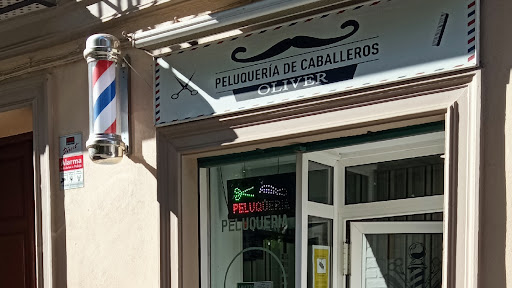 PELUQUERÍA DE CABALLEROS
OLIVER
Alarma
PELUQUERIA
PELUQUERIA